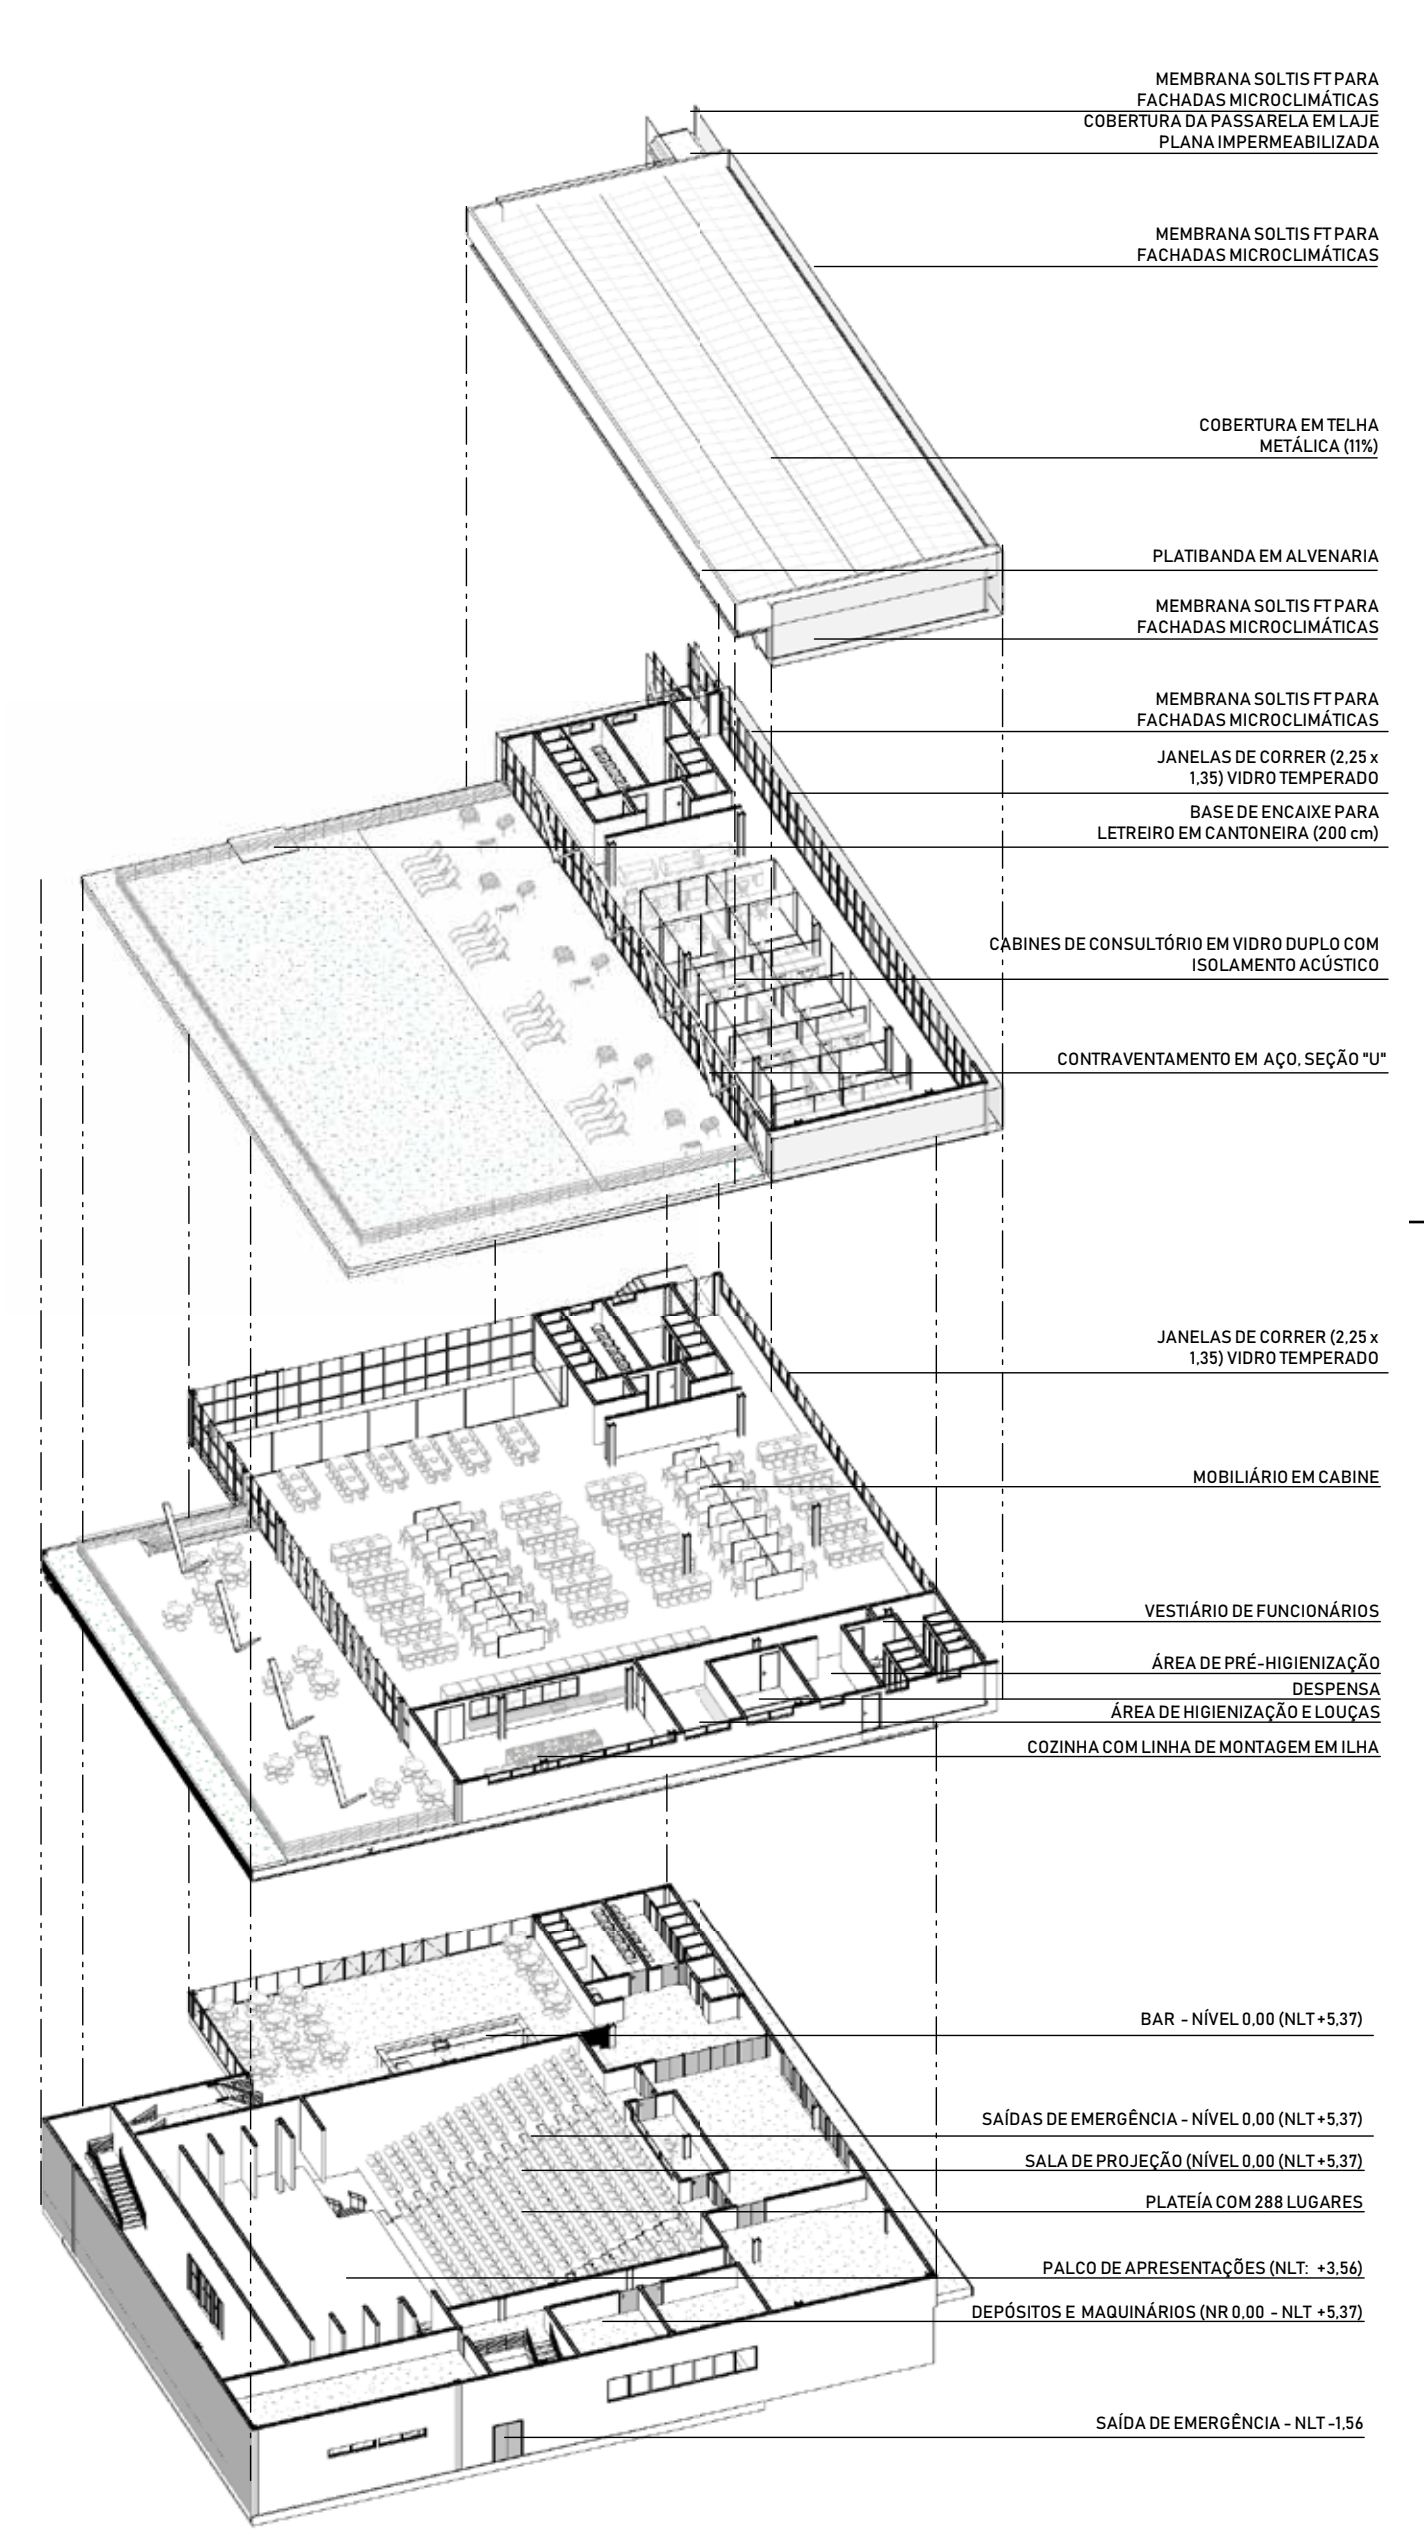 MEMBRANA SOLTIS FT PARA
FACHADAS MICROCLIMÁTICAS
COBERTURA DA PASSARELA EM LAJE
PLANA IMPERMEABILIZADA
MEMBRANA SOLTIS FT PARA
FACHADAS MICROCLIMÁTICAS
COBERTURA EM TELHA
METÁLICA (11%)
PLATIBANDA EM ALVENARIA
MEMBRANA SOLTIS FT PARA
FACHADAS MICROCLIMÁTICAS
MEMBRANA SOLTIS FT PARA
FACHADAS MICROCLIMÁTICAS
JANELAS DE CORRER (2,25 x
1,35) VIDRO TEMPERADO
BASE DE ENCAIXE PARA
LETREIRO EM CANTONEIRA (200 cm)
CABINES DE CONSULTÓRIO EM VIDRO DUPLO COM
ISOLAMENTO ACÚSTICO
CONTRAVENTAMENTO EM AÇO, SEÇÃO "U"
JANELAS DE CORRER (2,25 x
1,35) VIDRO TEMPERADO
MOBILIÁRIO EM CABINE
VESTIÁRIO DE FUNCIONÁRIOS
ÁREA DE PRÉ-HIGIENIZAÇÃO
DESPENSA
ÁREA DE HIGIENIZAÇÃO E LOUÇAS
COZINHA COM LINHA DE MONTAGEM EM ILHA
BAR - NÍVEL 0,00 (NLT +5,37)
SAÍDAS DE EMERGÊNCIA - NÍVEL 0,00 (NLT +5,37)
SALA DE PROJEÇÃO (NÍVEL 0,00 (NLT +5,37)
PLATEÍA COM 288 LUGARES
PALCO DE APRESENTAÇÕES (NLT: +3,56)
DEPÓSITOS E MAQUINÁRIOS (NR 0,00 - NLT +5,37)
SAÍDA DE EMERGÊNCIA - NLT -1,56